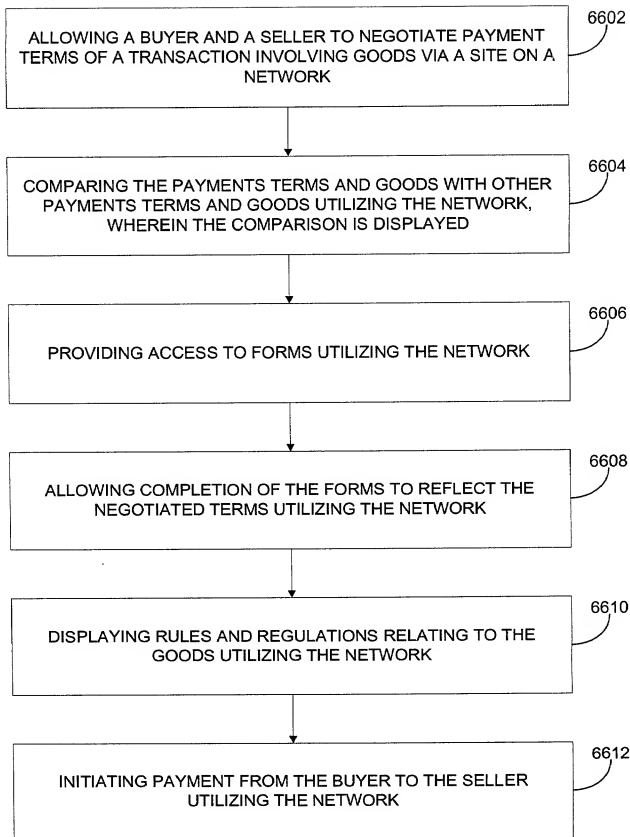 6602
ALLOWING A BUYER AND A SELLER TO NEGOTIATE PAYMENT
TERMS OF A TRANSACTION INVOLVING GOODS VIA A SITE ON A
NETWORK
6604
COMPARING THE PAYMENTS TERMS AND GOODS WITH OTHER
PAYMENTS TERMS AND GOODS UTILIZING THE NETWORK,
WHEREIN THE COMPARISON IS DISPLAYED
6606
PROVIDING ACCESS TO FORMS UTILIZING THE NETWORK
6608
ALLOWING COMPLETION OF THE FORMS TO REFLECT THE
NEGOTIATED TERMS UTILIZING THE NETWORK
6610
DISPLAYING RULES AND REGULATIONS RELATING TO THE
GOODS UTILIZING THE NETWORK
6612
INITIATING PAYMENT FROM THE BUYER TO THE SELLER
UTILIZING THE NETWORK